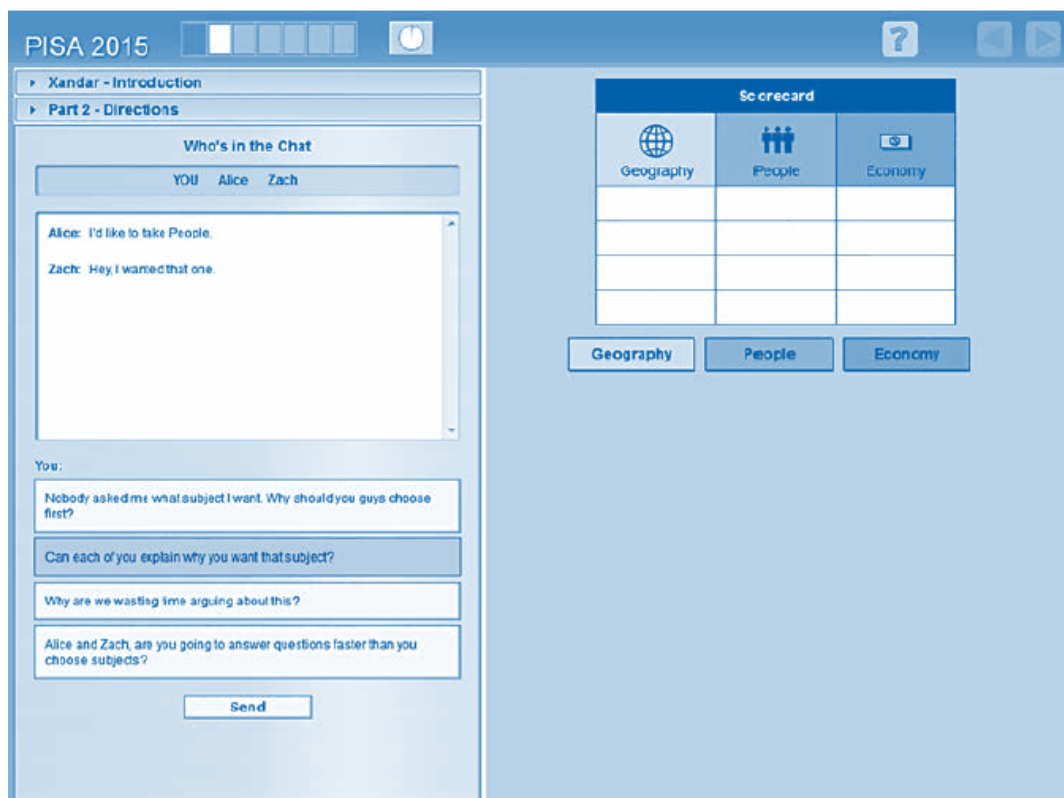 PISA 2015
?
Xandar - Introduction
Part 2 - Directions
Who's in the Chat
YOU Alice Zach
Alice: I'd like to take People.
Zach: Hey, I wanted that one.
You:
Nobody asked me what subject I want. Why should you guys choose
first?
Can each of you explain why you want that subject?
Why are we wasting time arguing about this?
Alice and Zach, are you going to answer questions faster than you
choose subjects?
Send
Scorecard
Geography People Economy
Geography People Economy